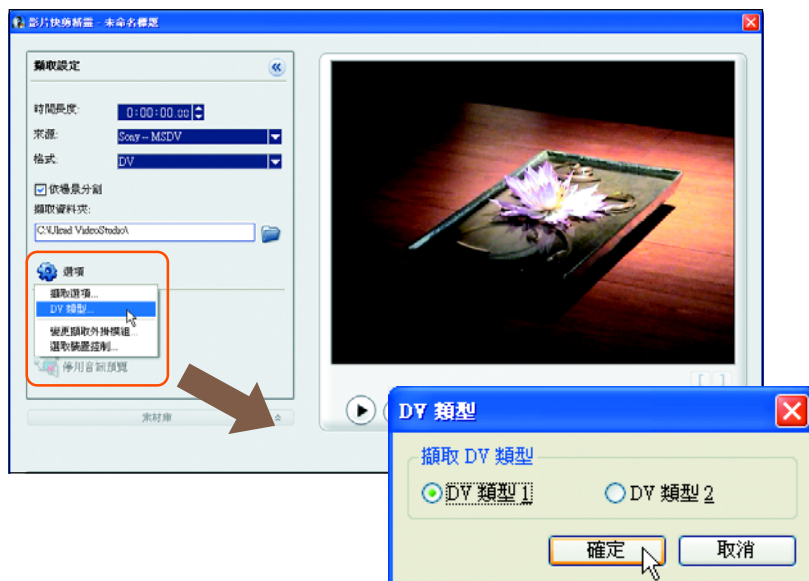 影片快剪精靈 - 未命名標題
擷取設定
時間長度:
0:00:00.00
來源:
Sony -- MSDV
格式:
DV
依場景分割
擷取資料夾:
C:\Ulead VideoStudio\
選項
擷取選項...
DV 類型...
變更擷取外掛模組...
選取裝置控制...
停用音訊預覽
素材庫
[ ]
DV 類型
擷取 DV 類型
DV 類型 1
DV 類型 2
確定
取消